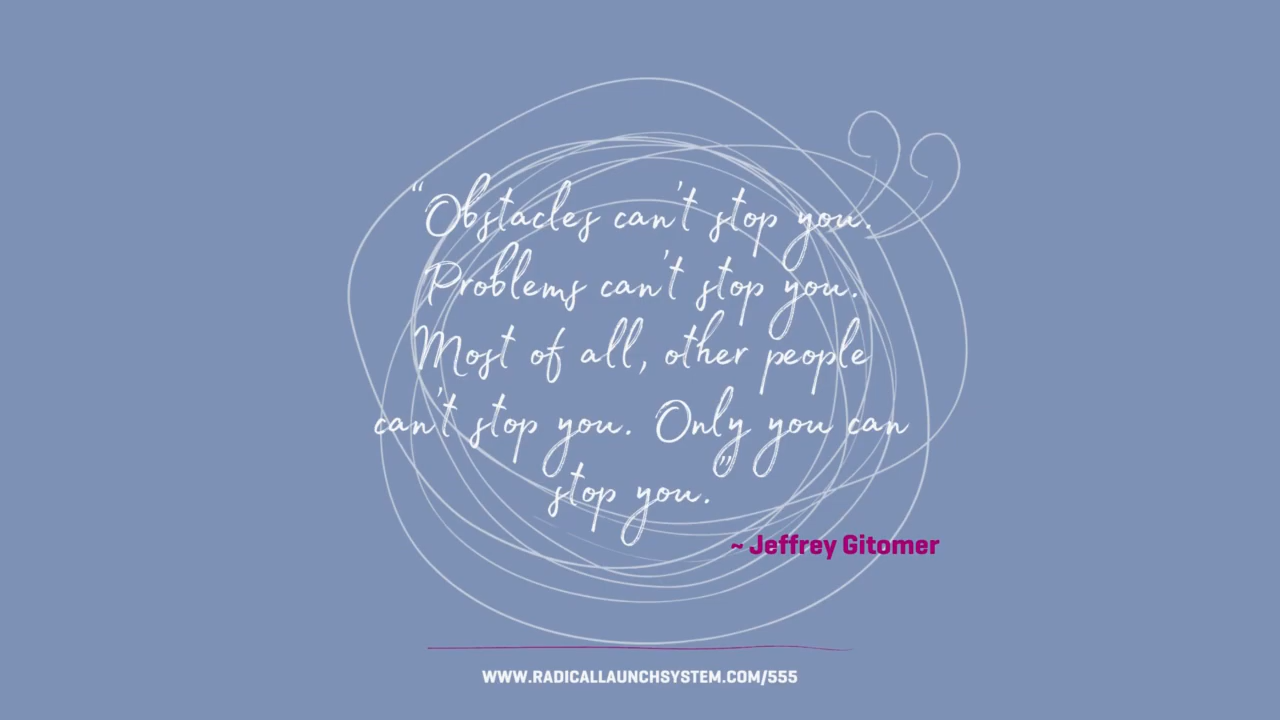 “Obstacles can't stop you.
Problems can't stop you.
Most of all, other people
can't stop you. Only you can
stop you.”
~ Jeffrey Gitomer
WWW.RADICALLAUNCHSYSTEM.COM/555